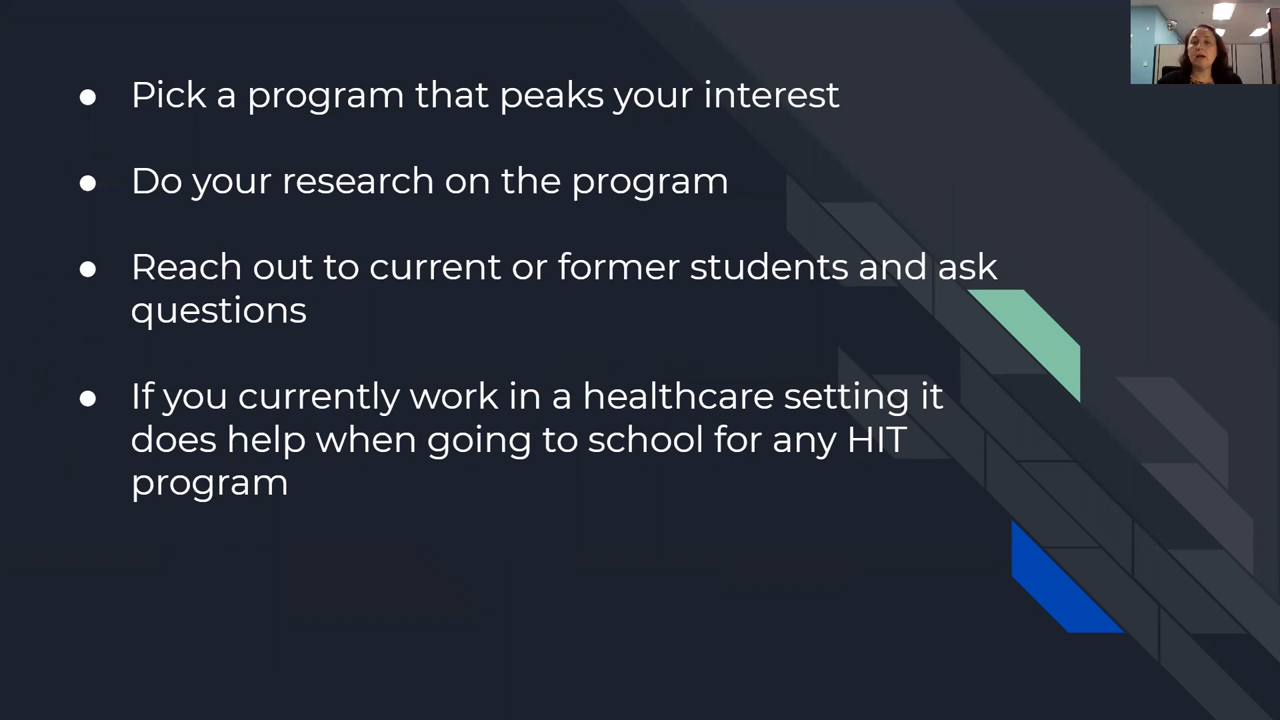 ● Pick a program that peaks your interest
● Do your research on the program
● Reach out to current or former students and ask
questions
● If you currently work in a healthcare setting it
does help when going to school for any HIT
program